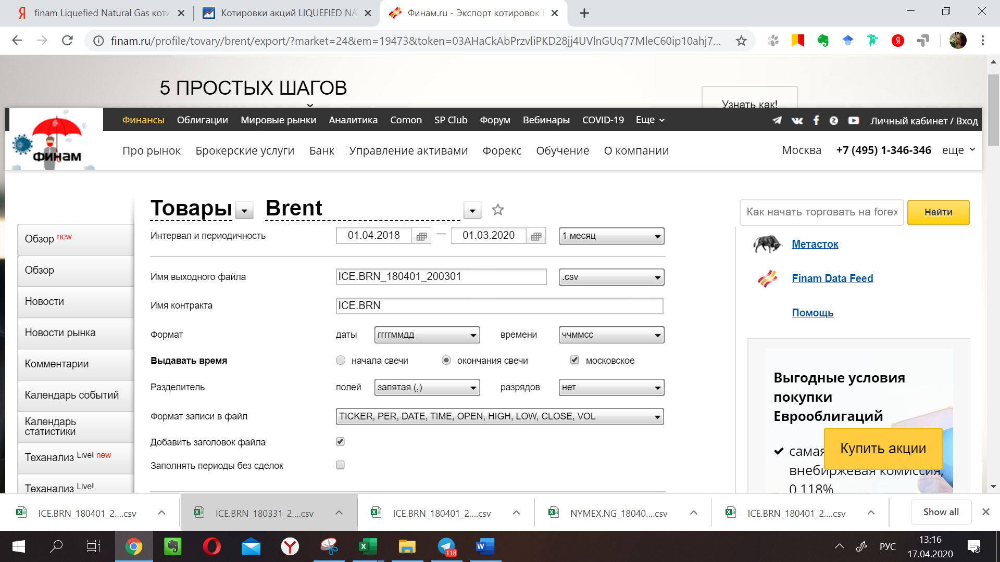 finam Liquefied Natural Gas коти
Котировки акций LIQUEFIED NA
Финам.ru - Экспорт котировок
finam.ru/profile/tovary/brent/export/?market=24&em=19473&token=03AHaCkAbPrzvliPKD28jj4UVlnGUq77MleC60ip10ahj7...
5 ПРОСТЫХ ШАГОВ
Узнать как!
Финансы Облигации Мировые рынки Аналитика Comon SP Club Форум Вебинары COVID-19 Еще
Личный кабинет / Вход
ФИНАМ
Про рынок Брокерские услуги Банк Управление активами Форекс Обучение О компании
Москва +7 (495) 1-346-346 еще
Товары Brent
Как начать торговать на forex
Найти
Интервал и периодичность 01.04.2018 — 01.03.2020 1 месяц
Имя выходного файла ICE.BRN_180401_200301 .csv
Имя контракта ICE.BRN
Формат даты ггггммдд времени ччммсс
Выдавать время начала свечи окончания свечи московское
Разделитель полей запятая (,) разрядов нет
Формат записи в файл TICKER, PER, DATE, TIME, OPEN, HIGH, LOW, CLOSE, VOL
Добавить заголовок файла
Заполнять периоды без сделок
Обзор new
Обзор
Новости
Новости рынка
Комментарии
Календарь событий
Календарь
статистики
Теханализ Live! new
Теханализ Live!
Метасток
Finam Data Feed
Помощь
Выгодные условия
покупки
Еврооблигаций
самая
внебиржевая комиссия,
0,118%
Купить акции
ICE.BRN_180401_2....csv
ICE.BRN_180331_2....csv
ICE.BRN_180401_2....csv
NYMEX.NG_18040....csv
ICE.BRN_180401_2....csv
Show all
118
РУС
13:16
17.04.2020